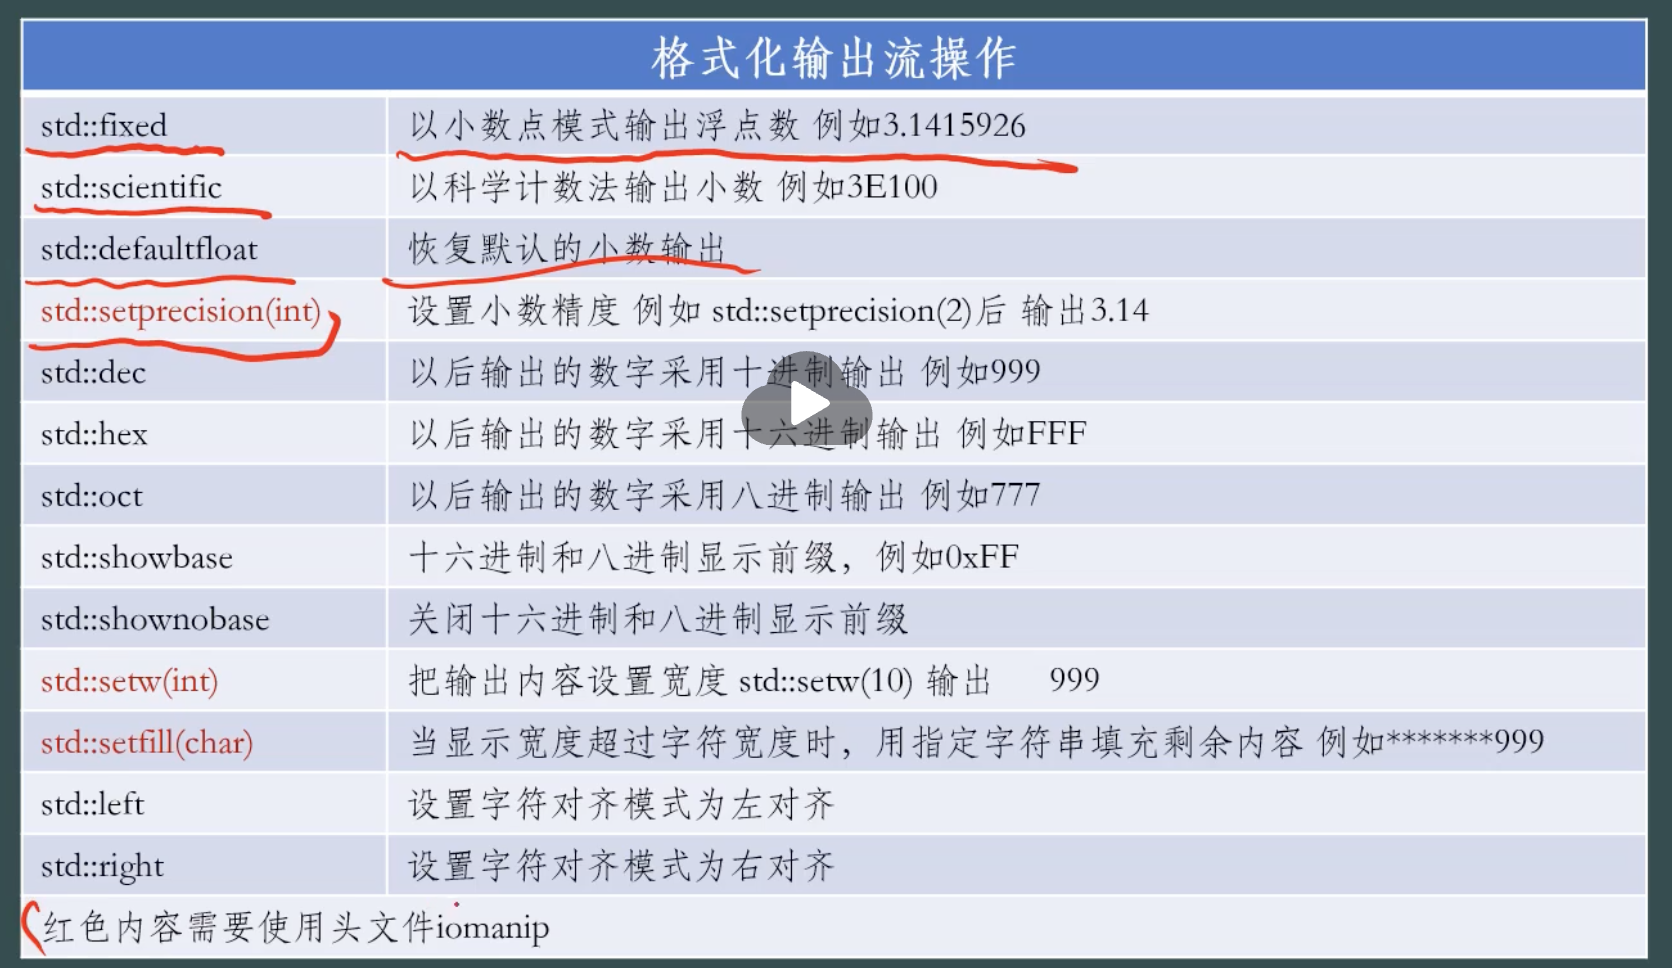 格式化输出流操作
std::fixed 以小数点模式输出浮点数 例如3.1415926
std::scientific 以科学计数法输出小数 例如3E100
std::defaultfloat 恢复默认的小数输出
std::setprecision(int) 设置小数精度 例如 std::setprecision(2)后 输出3.14
std::dec 以后输出的数字采用十进制输出 例如999
std::hex 以后输出的数字采用十六进制输出 例如FFF
std::oct 以后输出的数字采用八进制输出 例如777
std::showbase 十六进制和八进制显示前缀，例如0xFF
std::shownobase 关闭十六进制和八进制显示前缀
std::setw(int) 把输出内容设置宽度 std::setw(10) 输出 999
std::setfill(char) 当显示宽度超过字符宽度时，用指定字符串填充剩余内容 例如*******999
std::left 设置字符对齐模式为左对齐
std::right 设置字符对齐模式为右对齐
红色内容需要使用头文件iomanip